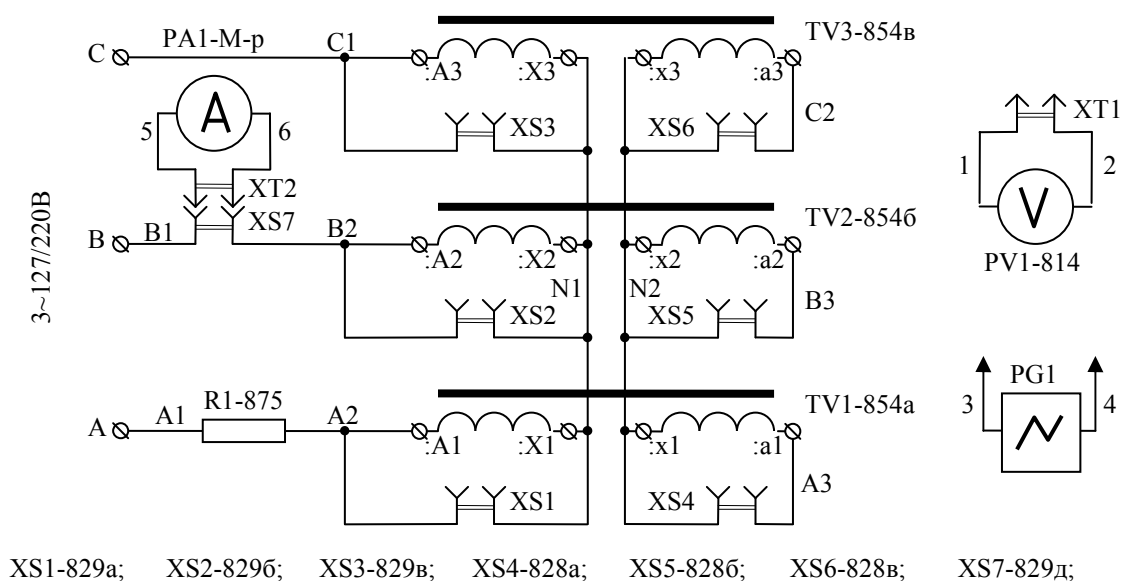 C PA1-М-р C1 :A3 :X3 :x3 :a3 TV3-854в
A 5 6 XS3 XS6 C2 XT1
XT2 1 2
V
PV1-814
3~127/220В
B B1 XS7 B2 :A2 :X2 :x2 :a2 TV2-854б
N1 N2
XS2 XS5 B3
A A1 R1-875 A2 :A1 :X1 :x1 :a1 TV1-854а
PG1
3 4
XS1 XS4 A3
XS1-829а; XS2-829б; XS3-829в; XS4-828а; XS5-828б; XS6-828в; XS7-829д;